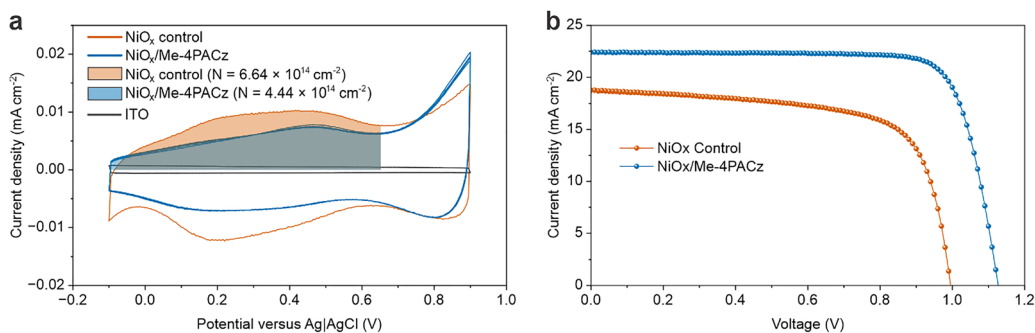 a
NiOx control
NiOx/Me-4PACz
NiOx control (N = 6.64 × 10^14 cm^-2)
NiOx/Me-4PACz (N = 4.44 × 10^14 cm^-2)
ITO
Current density (mA cm^-2)
0.02
0.01
0.00
−0.01
−0.02
−0.2 0.0 0.2 0.4 0.6 0.8 1.0
Potential versus Ag|AgCl (V)
b
NiOx Control
NiOx/Me-4PACz
Current density (mA cm^-2)
25
20
15
10
5
0
0.0 0.2 0.4 0.6 0.8 1.0 1.2
Voltage (V)